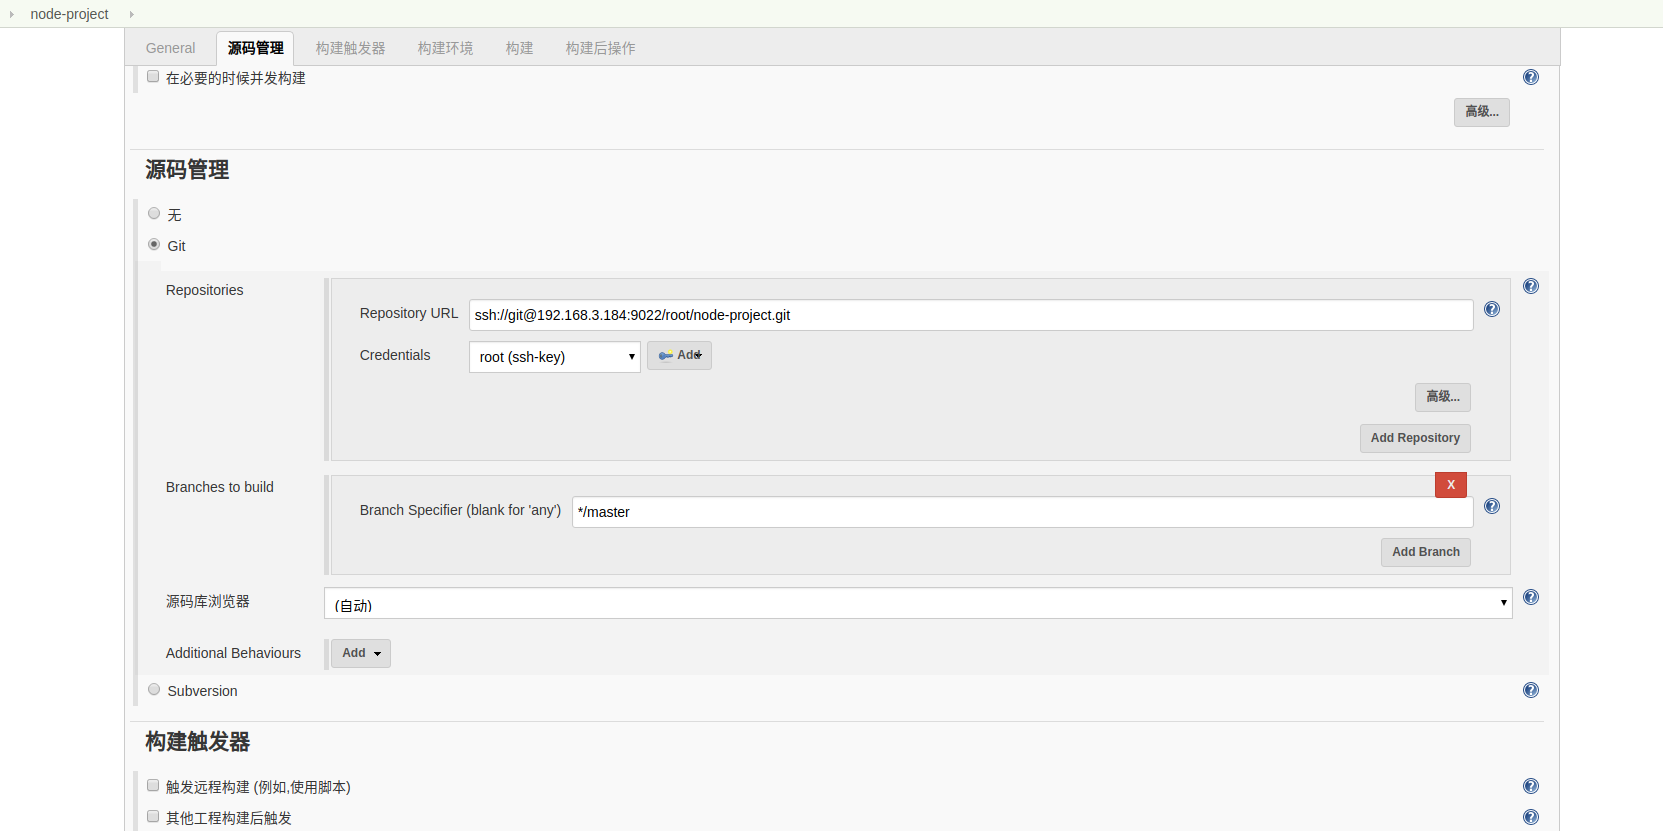 node-project
General 源码管理 构建触发器 构建环境 构建 构建后操作
在必要的时候并发构建
高级...
源码管理
无
Git
Repositories
Repository URL ssh://git@192.168.3.184:9022/root/node-project.git
Credentials root (ssh-key) Add
高级...
Add Repository
Branches to build
X
Branch Specifier (blank for 'any') */master
Add Branch
源码库浏览器 (自动)
Additional Behaviours Add
Subversion
构建触发器
触发远程构建 (例如,使用脚本)
其他工程构建后触发